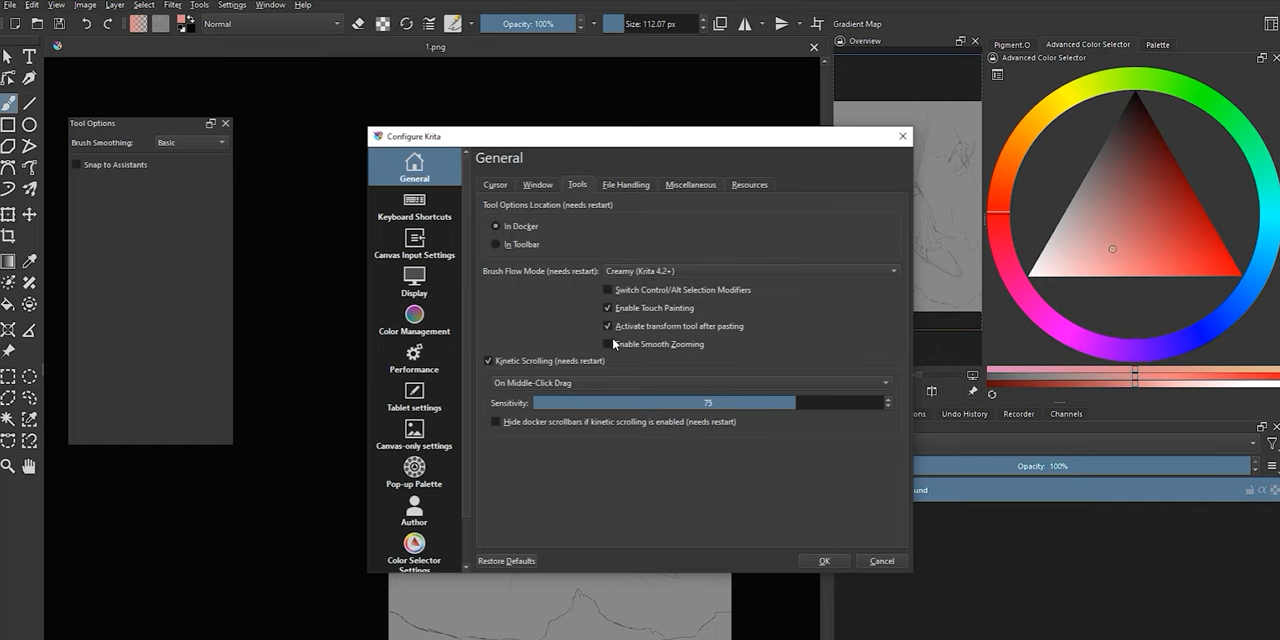 File Edit View Image Layer Select Filter Tools Settings Window Help
Normal Opacity: 100% Size: 112.07 px Gradient Map
1.png
Overview
Pigment.O Advanced Color Selector Palette
Advanced Color Selector
Tool Options
Brush Smoothing: Basic
Snap to Assistants
Configure Krita
General
Keyboard Shortcuts
Canvas Input Settings
Display
Color Management
Performance
Tablet settings
Canvas-only settings
Pop-up Palette
Author
Color Selector
Settings
General
Cursor Window Tools File Handling Miscellaneous Resources
Tool Options Location (needs restart)
In Docker
In Toolbar
Brush Flow Mode (needs restart): Creamy (Krita 4.2+)
Switch Control/Alt Selection Modifiers
Enable Touch Painting
Activate transform tool after pasting
Enable Smooth Zooming
Kinetic Scrolling (needs restart)
On Middle-Click Drag
Sensitivity: 75
Hide docker scrollbars if kinetic scrolling is enabled (needs restart)
Restore Defaults OK Cancel
Undo History Recorder Channels
Opacity: 100%